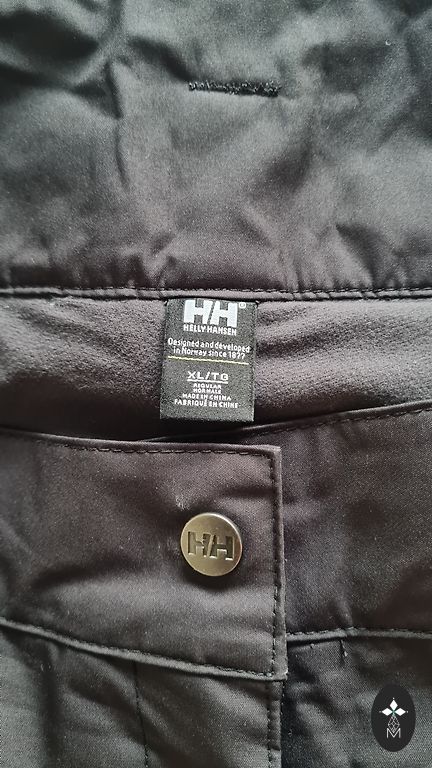 HH®
HELLY HANSEN
Designed and developed
in Norway since 1877
XL/TG
REGULAR
NORMALE
MADE IN CHINA
FABRIQUÉ EN CHINE
HH
M